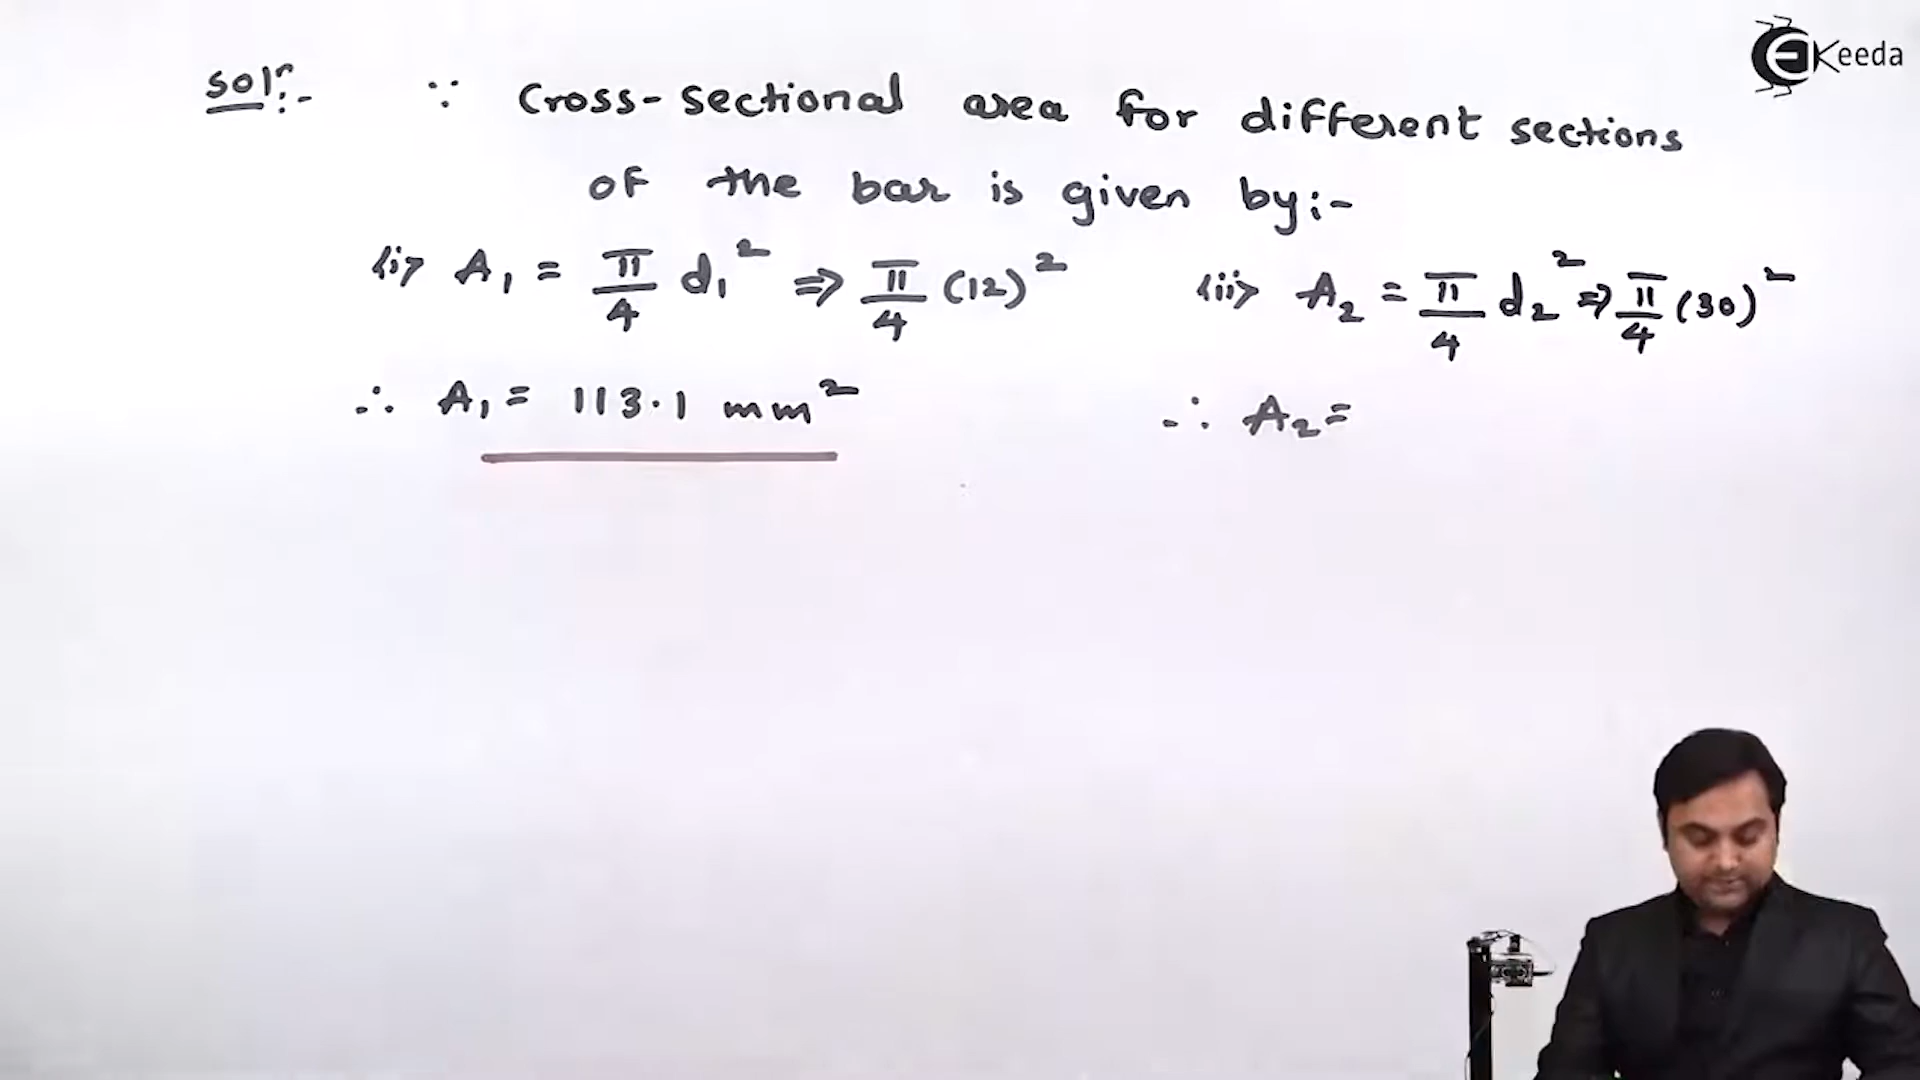 Ekeeda
Solⁿ:- ∵ Cross-sectional area for different sections
of the bar is given by:-
(i) A₁ = π/4 d₁² ⇒ π/4 (12)² (ii) A₂ = π/4 d₂² ⇒ π/4 (30)²
∴ A₁ = 113.1 mm² ∴ A₂ =